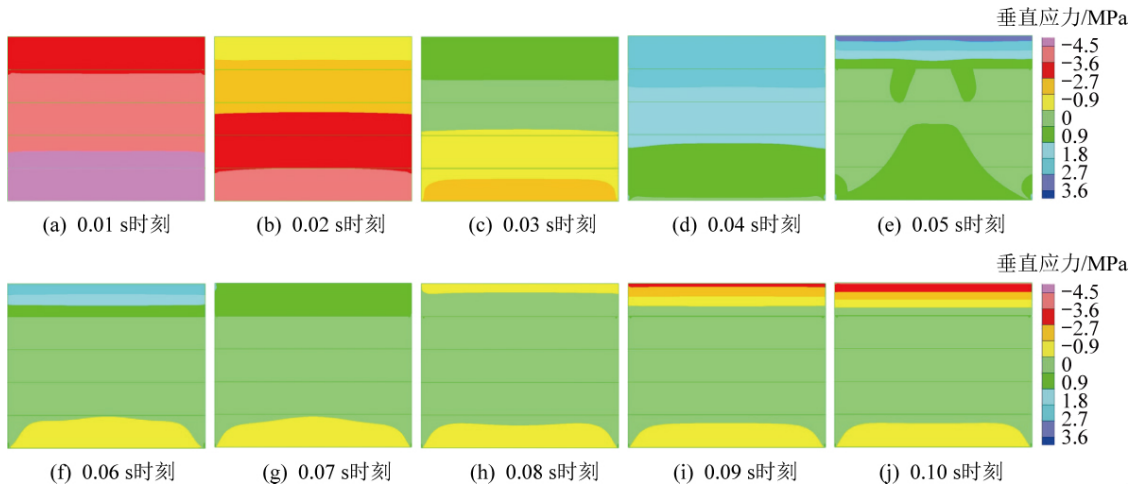 垂直应力/MPa
−4.5
−3.6
−2.7
−0.9
0
0.9
1.8
2.7
3.6
(a) 0.01 s时刻
(b) 0.02 s时刻
(c) 0.03 s时刻
(d) 0.04 s时刻
(e) 0.05 s时刻
垂直应力/MPa
−4.5
−3.6
−2.7
−0.9
0
0.9
1.8
2.7
3.6
(f) 0.06 s时刻
(g) 0.07 s时刻
(h) 0.08 s时刻
(i) 0.09 s时刻
(j) 0.10 s时刻